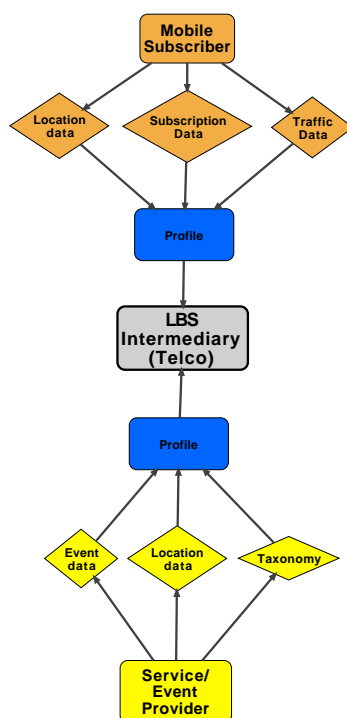 Mobile
Subscriber
Location
data
Subscription
Data
Traffic
Data
Profile
LBS
Intermediary
(Telco)
Profile
Event
data
Location
data
Taxonomy
Service/
Event
Provider